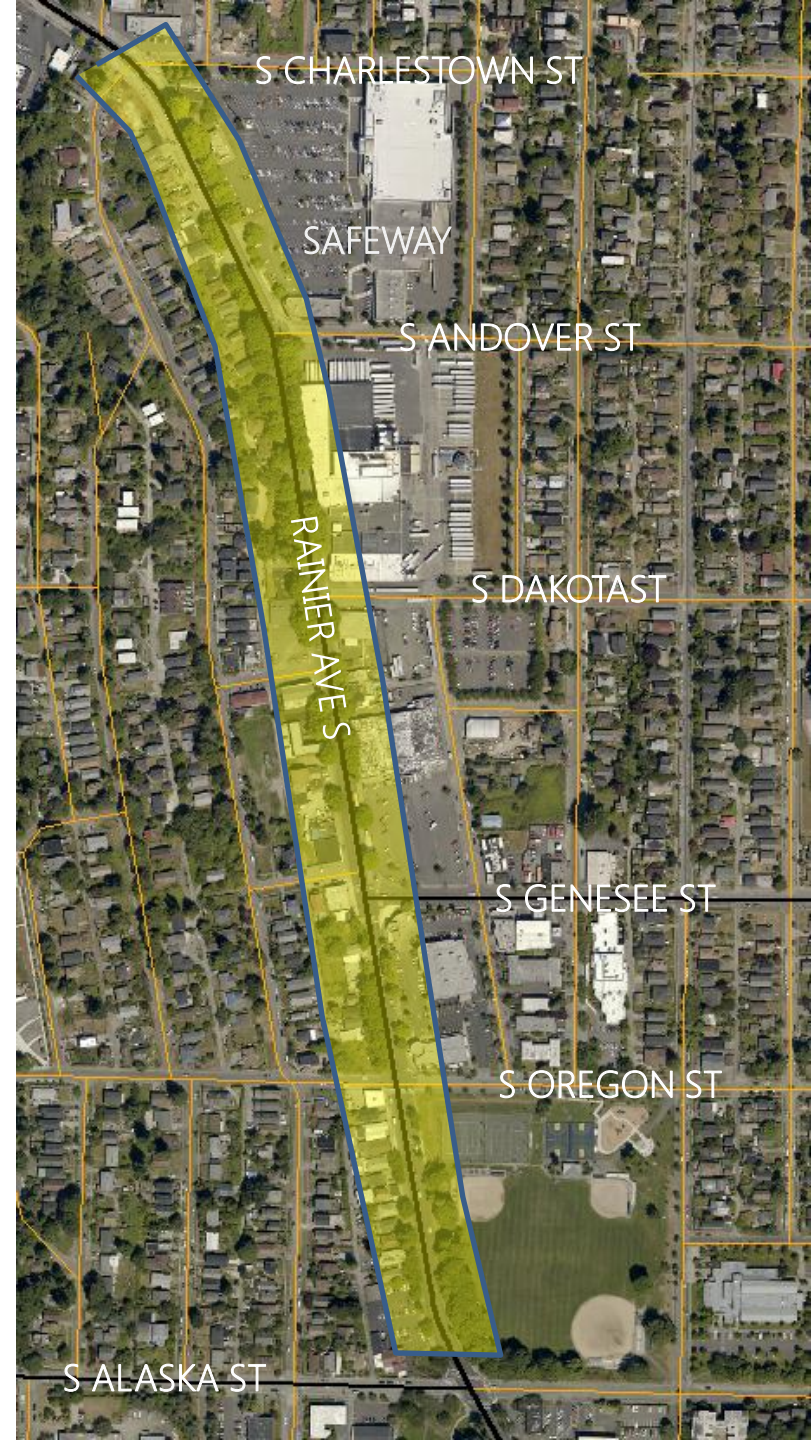 S CHARLESTOWN ST
SAFEWAY
S ANDOVER ST
RAINIER AVE S
S DAKOTAST
S GENESEE ST
S OREGON ST
S ALASKA ST